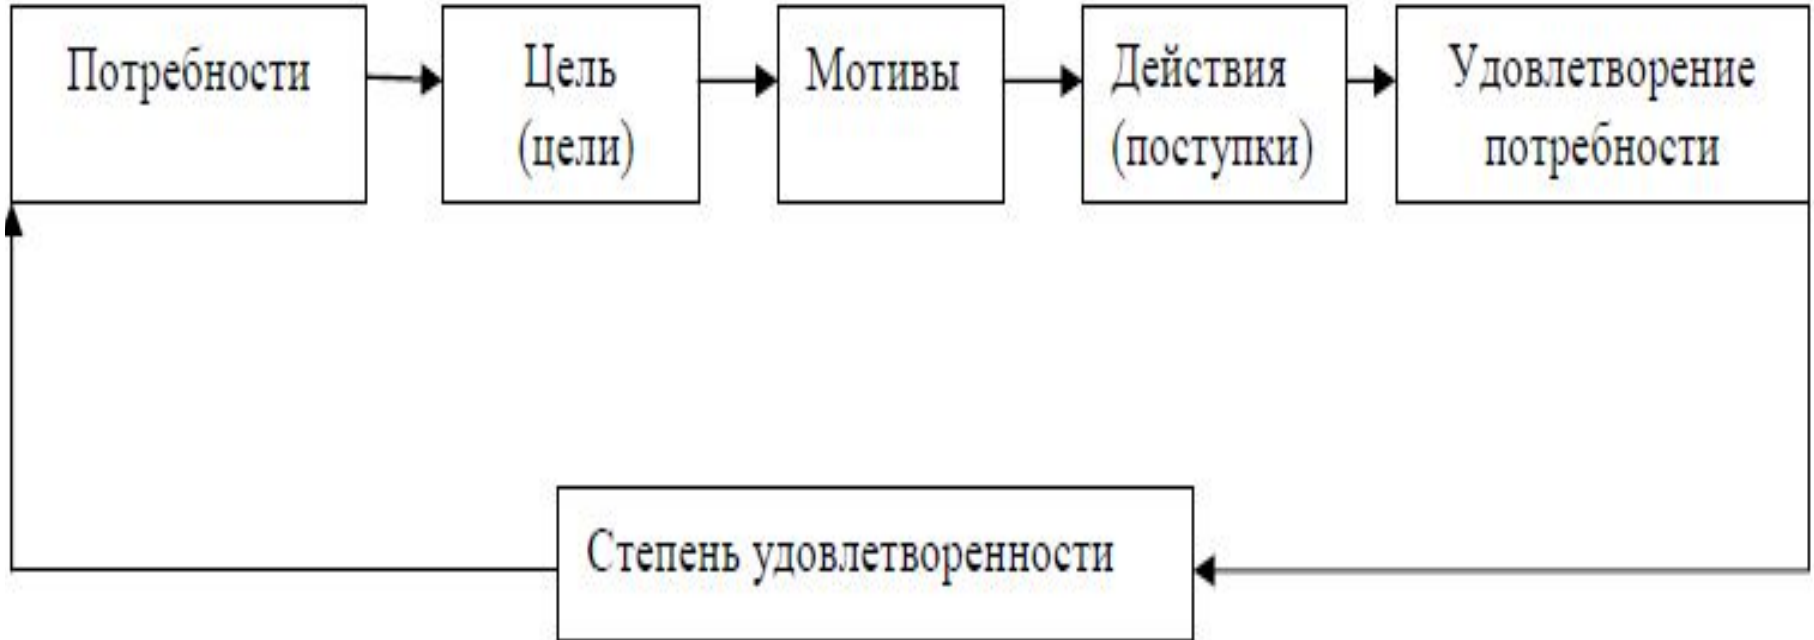 Потребности
Цель
(цели)
Мотивы
Действия
(поступки)
Удовлетворение
потребности
Степень удовлетворенности